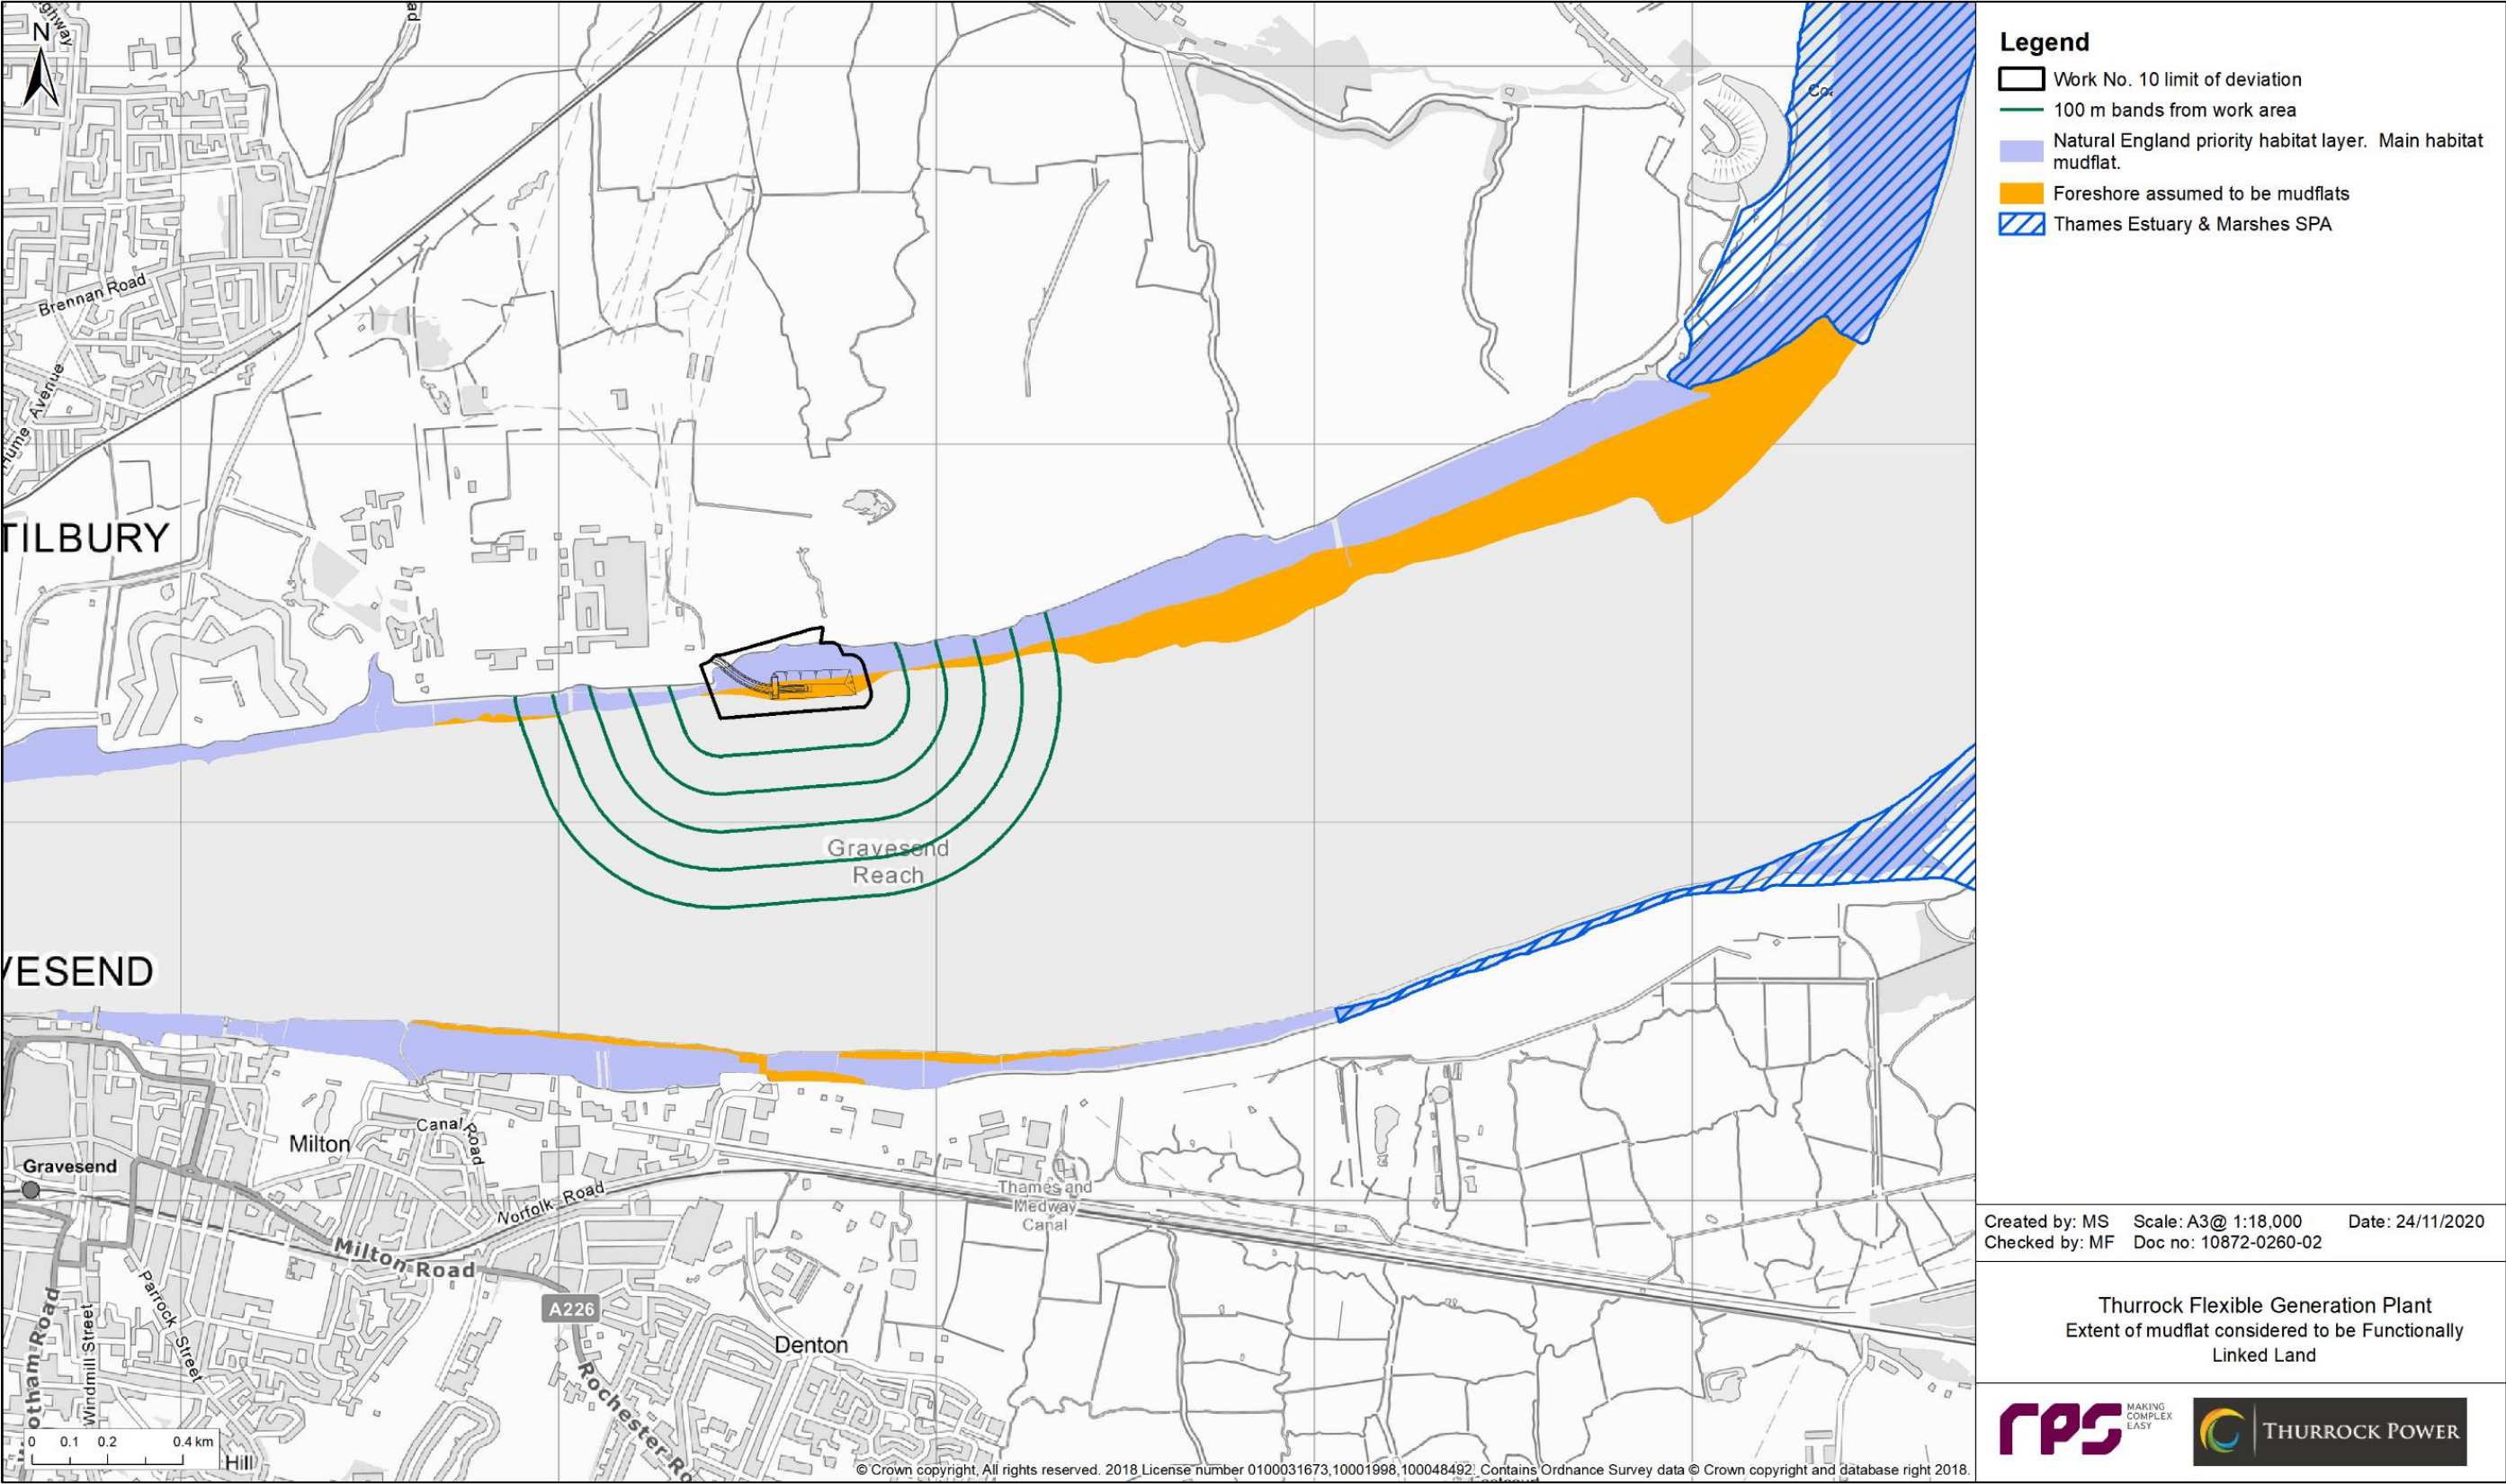 N
Brennan Road
Hume Avenue
TILBURY
Gravesend
Reach
VESEND
Milton
Canal Road
Gravesend
Norfolk Road
Thames and
Medway
Canal
Milton Road
A226
Parrock Street
Windmill Street
Denton
Rochester Ro
0 0.1 0.2 0.4 km
Hill
© Crown copyright, All rights reserved. 2018 License number 0100031673,10001998,100048492. Contains Ordnance Survey data © Crown copyright and database right 2018.
Legend
Work No. 10 limit of deviation
100 m bands from work area
Natural England priority habitat layer. Main habitat
mudflat.
Foreshore assumed to be mudflats
Thames Estuary & Marshes SPA
Created by: MS Scale: A3@ 1:18,000 Date: 24/11/2020
Checked by: MF Doc no: 10872-0260-02
Thurrock Flexible Generation Plant
Extent of mudflat considered to be Functionally
Linked Land
rps MAKING
COMPLEX
EASY
THURROCK POWER